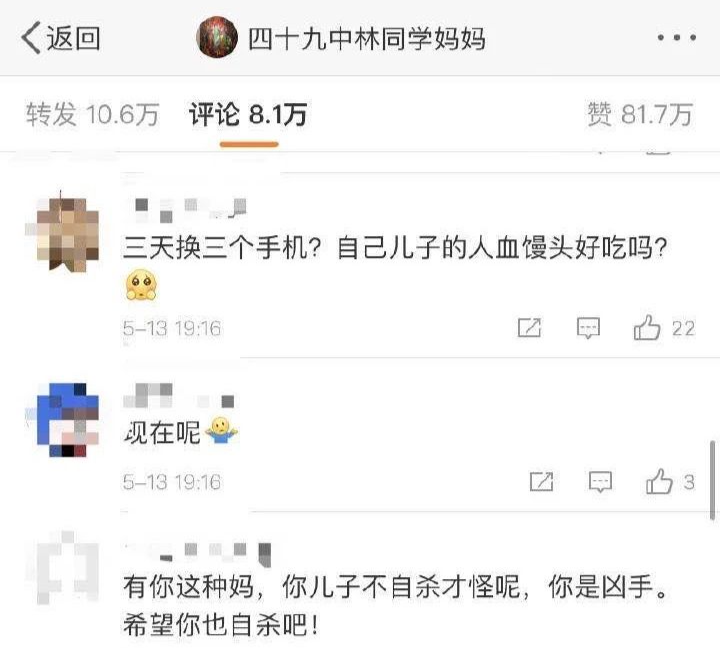 返回
四十九中林同学妈妈
转发 10.6万
评论 8.1万
赞 81.7万
三天换三个手机？自己儿子的人血馒头好吃吗？
5-13 19:16
22
现在呢
5-13 19:16
3
有你这种妈，你儿子不自杀才怪呢，你是凶手。
希望你也自杀吧！